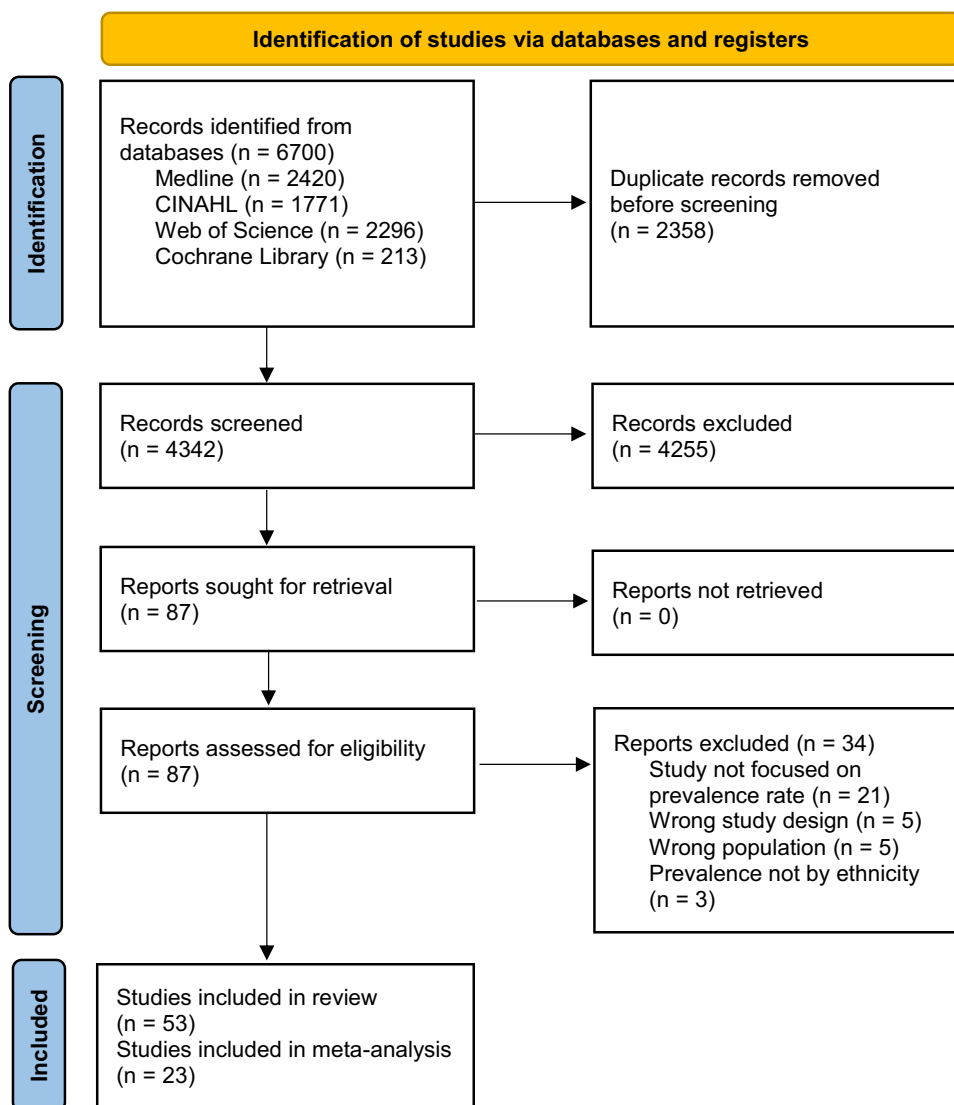 Identification of studies via databases and registers
Identification
Records identified from
databases (n = 6700)
Medline (n = 2420)
CINAHL (n = 1771)
Web of Science (n = 2296)
Cochrane Library (n = 213)
Duplicate records removed
before screening
(n = 2358)
Screening
Records screened
(n = 4342)
Records excluded
(n = 4255)
Reports sought for retrieval
(n = 87)
Reports not retrieved
(n = 0)
Reports assessed for eligibility
(n = 87)
Reports excluded (n = 34)
Study not focused on
prevalence rate (n = 21)
Wrong study design (n = 5)
Wrong population (n = 5)
Prevalence not by ethnicity
(n = 3)
Included
Studies included in review
(n = 53)
Studies included in meta-analysis
(n = 23)